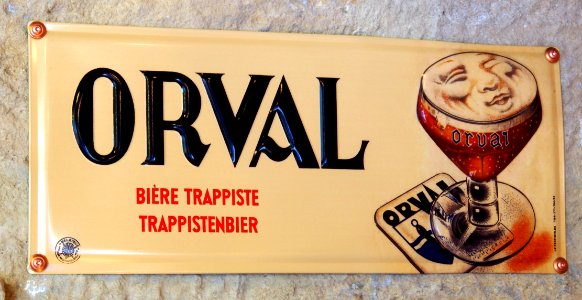 ORVAL
BIÈRE TRAPPISTE
TRAPPISTENBIER
orval
ORVAL